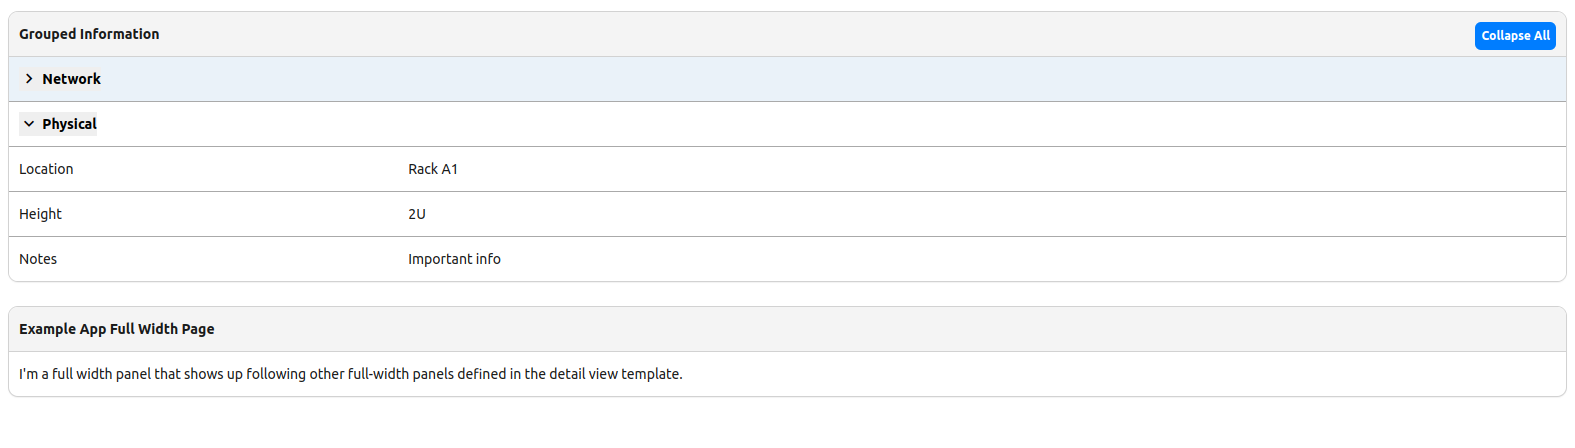 Grouped Information
Collapse All
Network
Physical
Location Rack A1
Height 2U
Notes Important info
Example App Full Width Page
I'm a full width panel that shows up following other full-width panels defined in the detail view template.